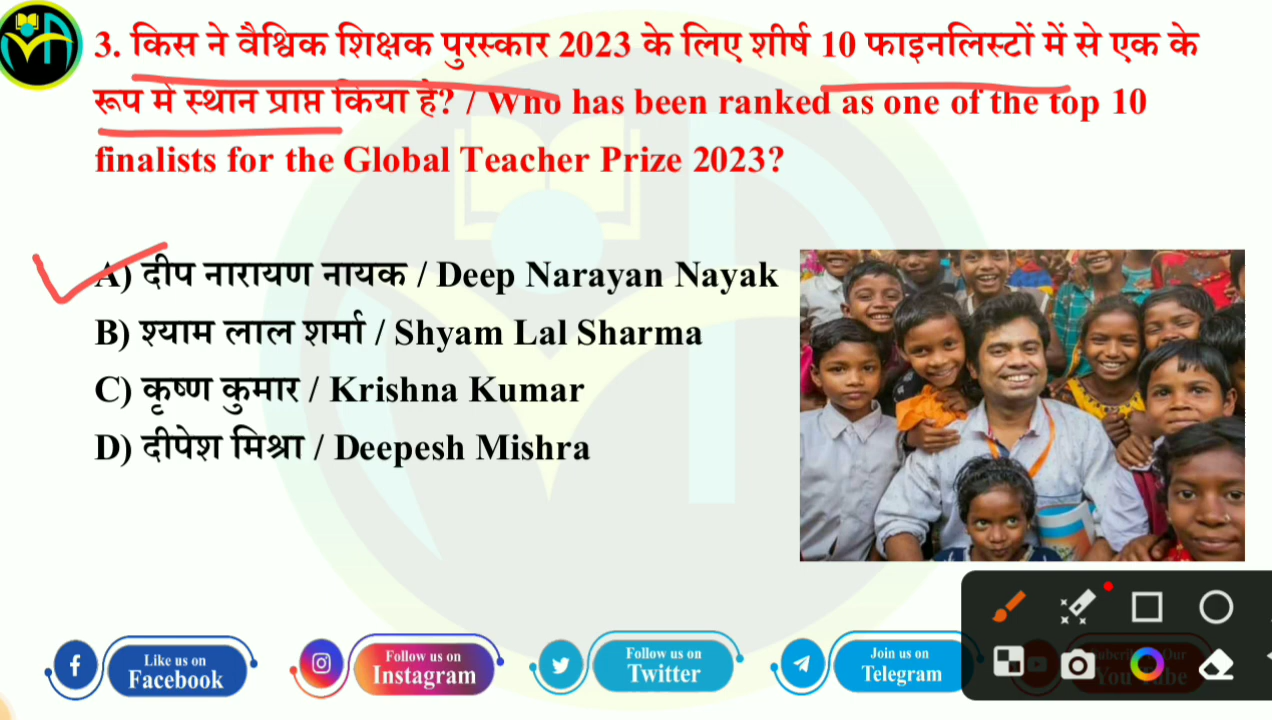 3. किस ने वैश्विक शिक्षक पुरस्कार 2023 के लिए शीर्ष 10 फाइनलिस्टों में से एक के
रूप में स्थान प्राप्त किया है? / Who has been ranked as one of the top 10
finalists for the Global Teacher Prize 2023?
A) दीप नारायण नायक / Deep Narayan Nayak
B) श्याम लाल शर्मा / Shyam Lal Sharma
C) कृष्ण कुमार / Krishna Kumar
D) दीपेश मिश्रा / Deepesh Mishra
Like us on
Facebook
Follow us on
Instagram
Follow us on
Twitter
Join us on
Telegram